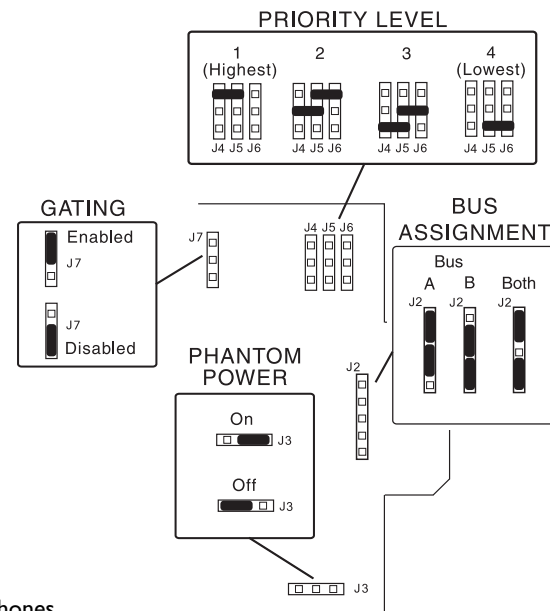 PRIORITY LEVEL
1 2 3 4
(Highest) (Lowest)
J4 J5 J6 J4 J5 J6 J4 J5 J6 J4 J5 J6
GATING
Enabled
J7
J7
Disabled
J7
J4 J5 J6
BUS
ASSIGNMENT
Bus
A B Both
J2 J2 J2
PHANTOM
POWER
On
J3
Off
J3
J2
J3
hones